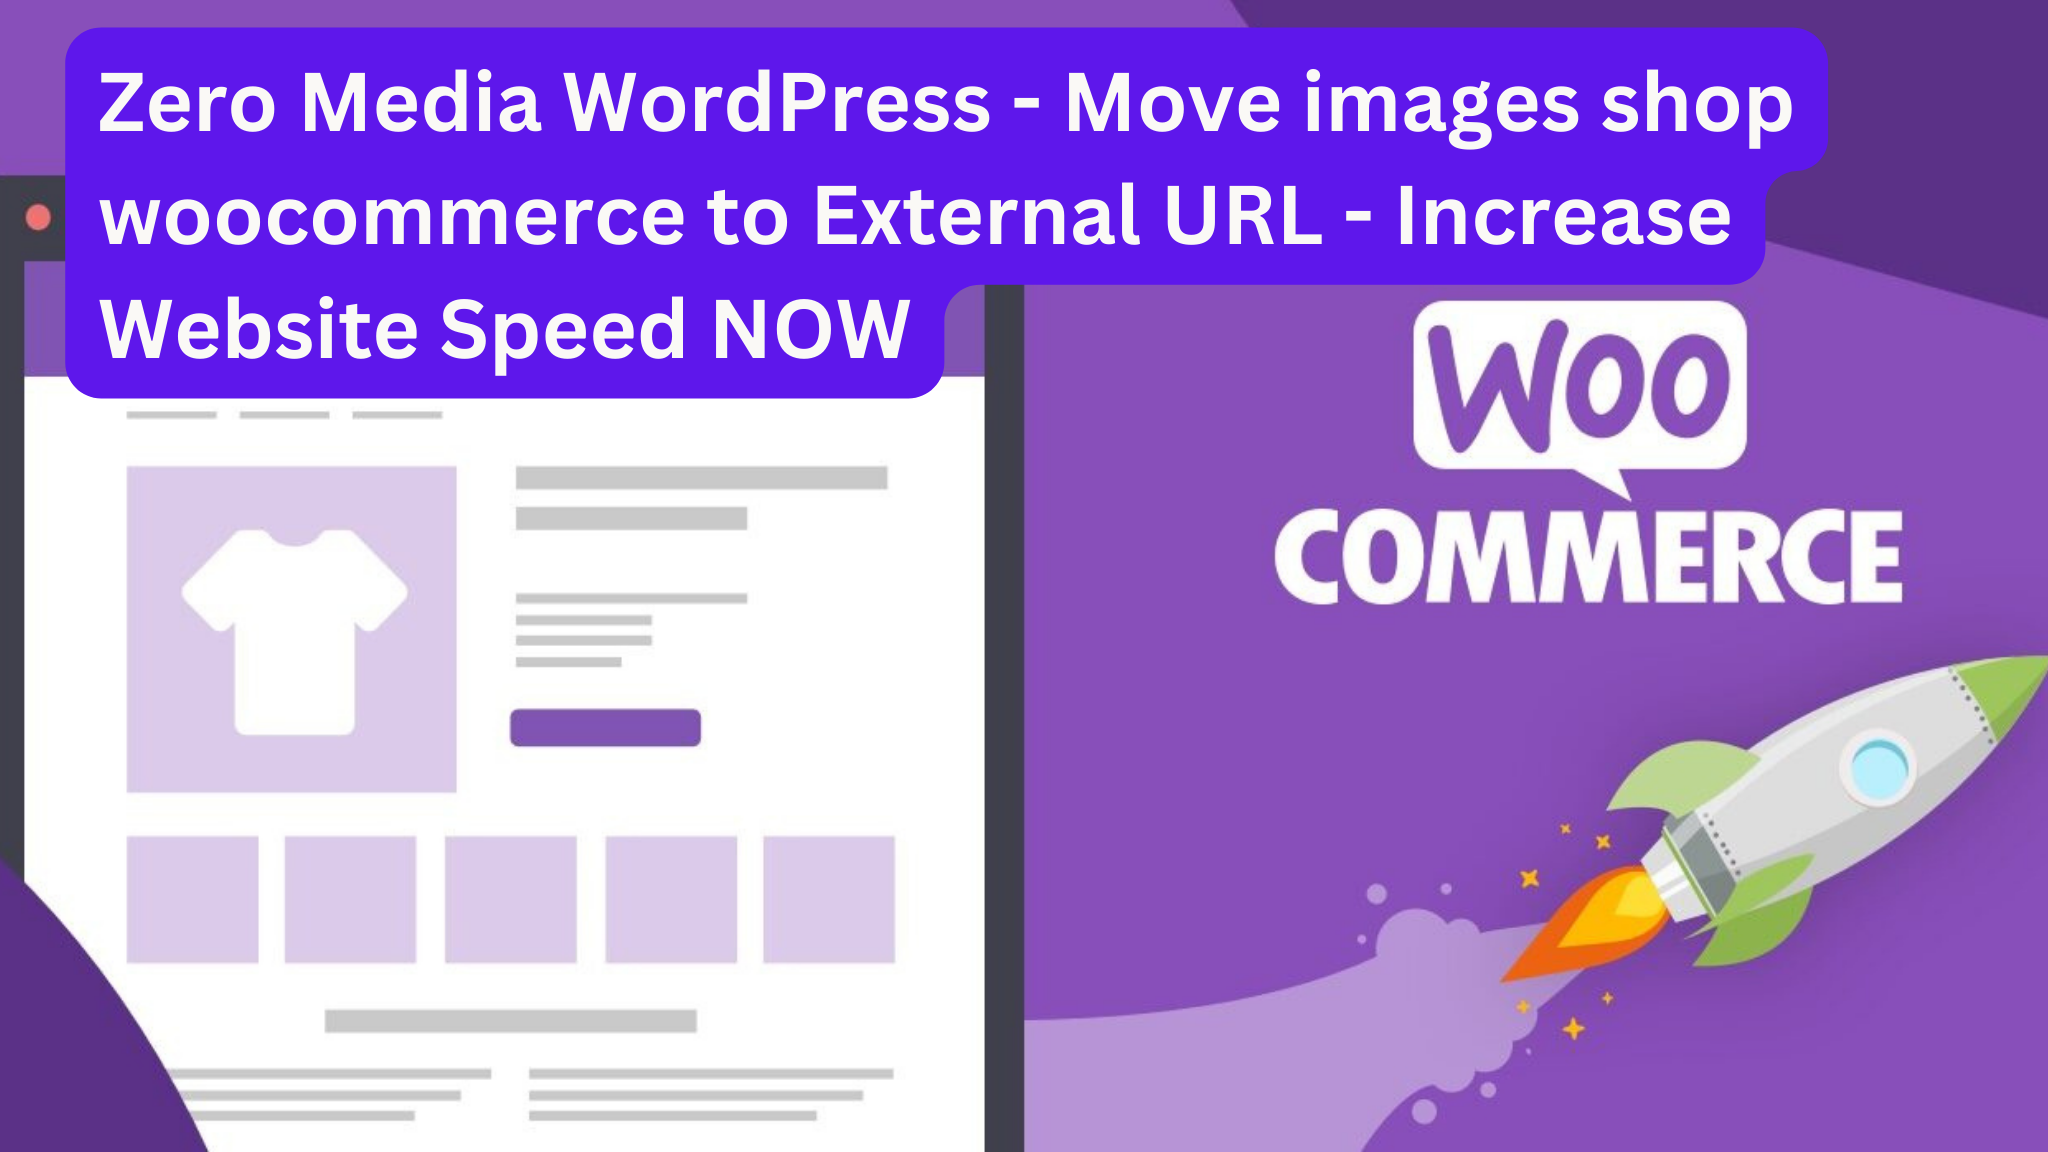 Zero Media WordPress - Move images shop
woocommerce to External URL - Increase
Website Speed NOW
WOO
COMMERCE